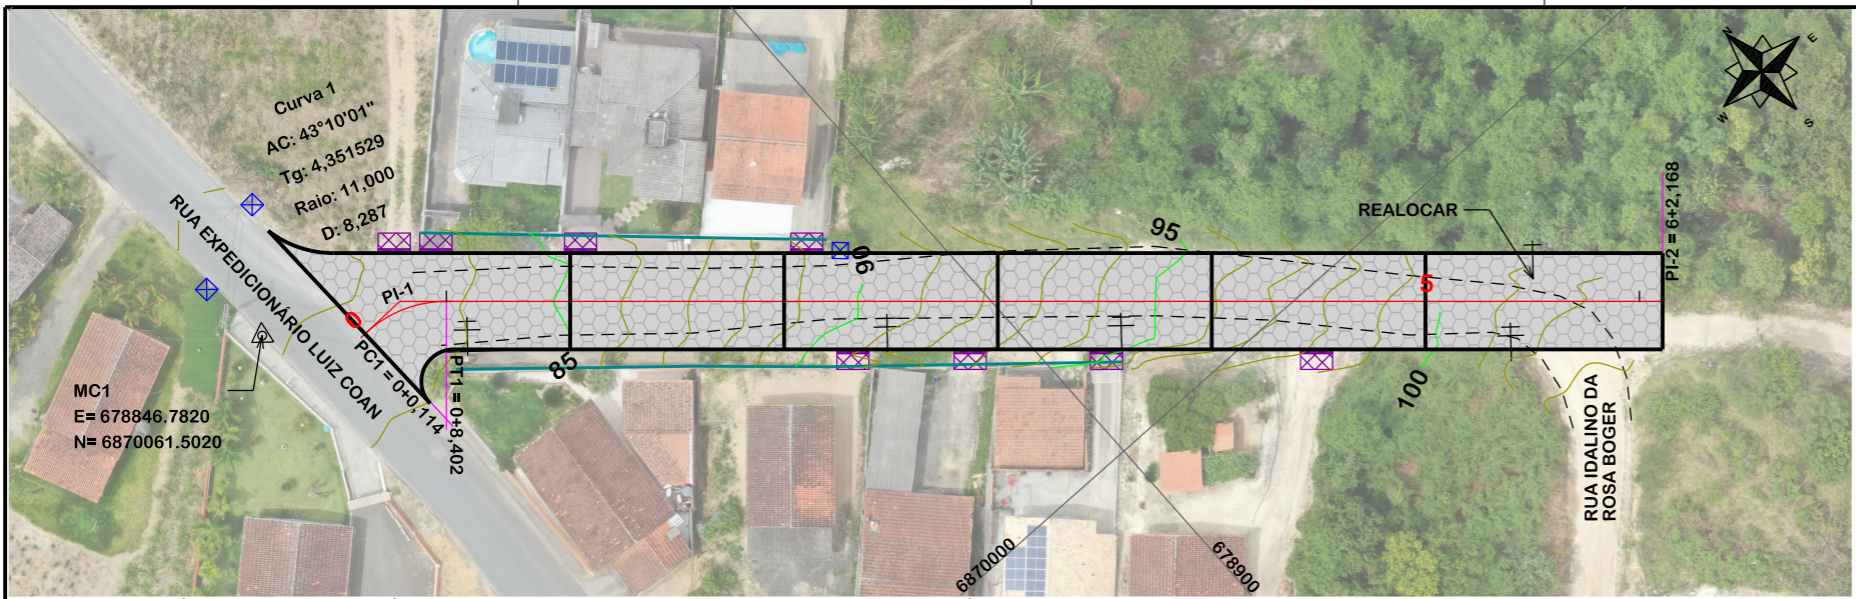 Curva 1
AC: 43°10'01"
Tg: 4,351529
Raio: 11,000
D: 8,287
RUA EXPEDICIONÁRIO LUIZ COAN
MC1
E= 678846.7820
N= 6870061.5020
0
PI-1
PC1 = 0+0,114
PT1 = 0+8,402
85
90
95
100
5
REALOCAR
PI-2 = 6+2,168
RUA IDALINO DA
ROSA BOGER
6870000
678900
N
E
S
W